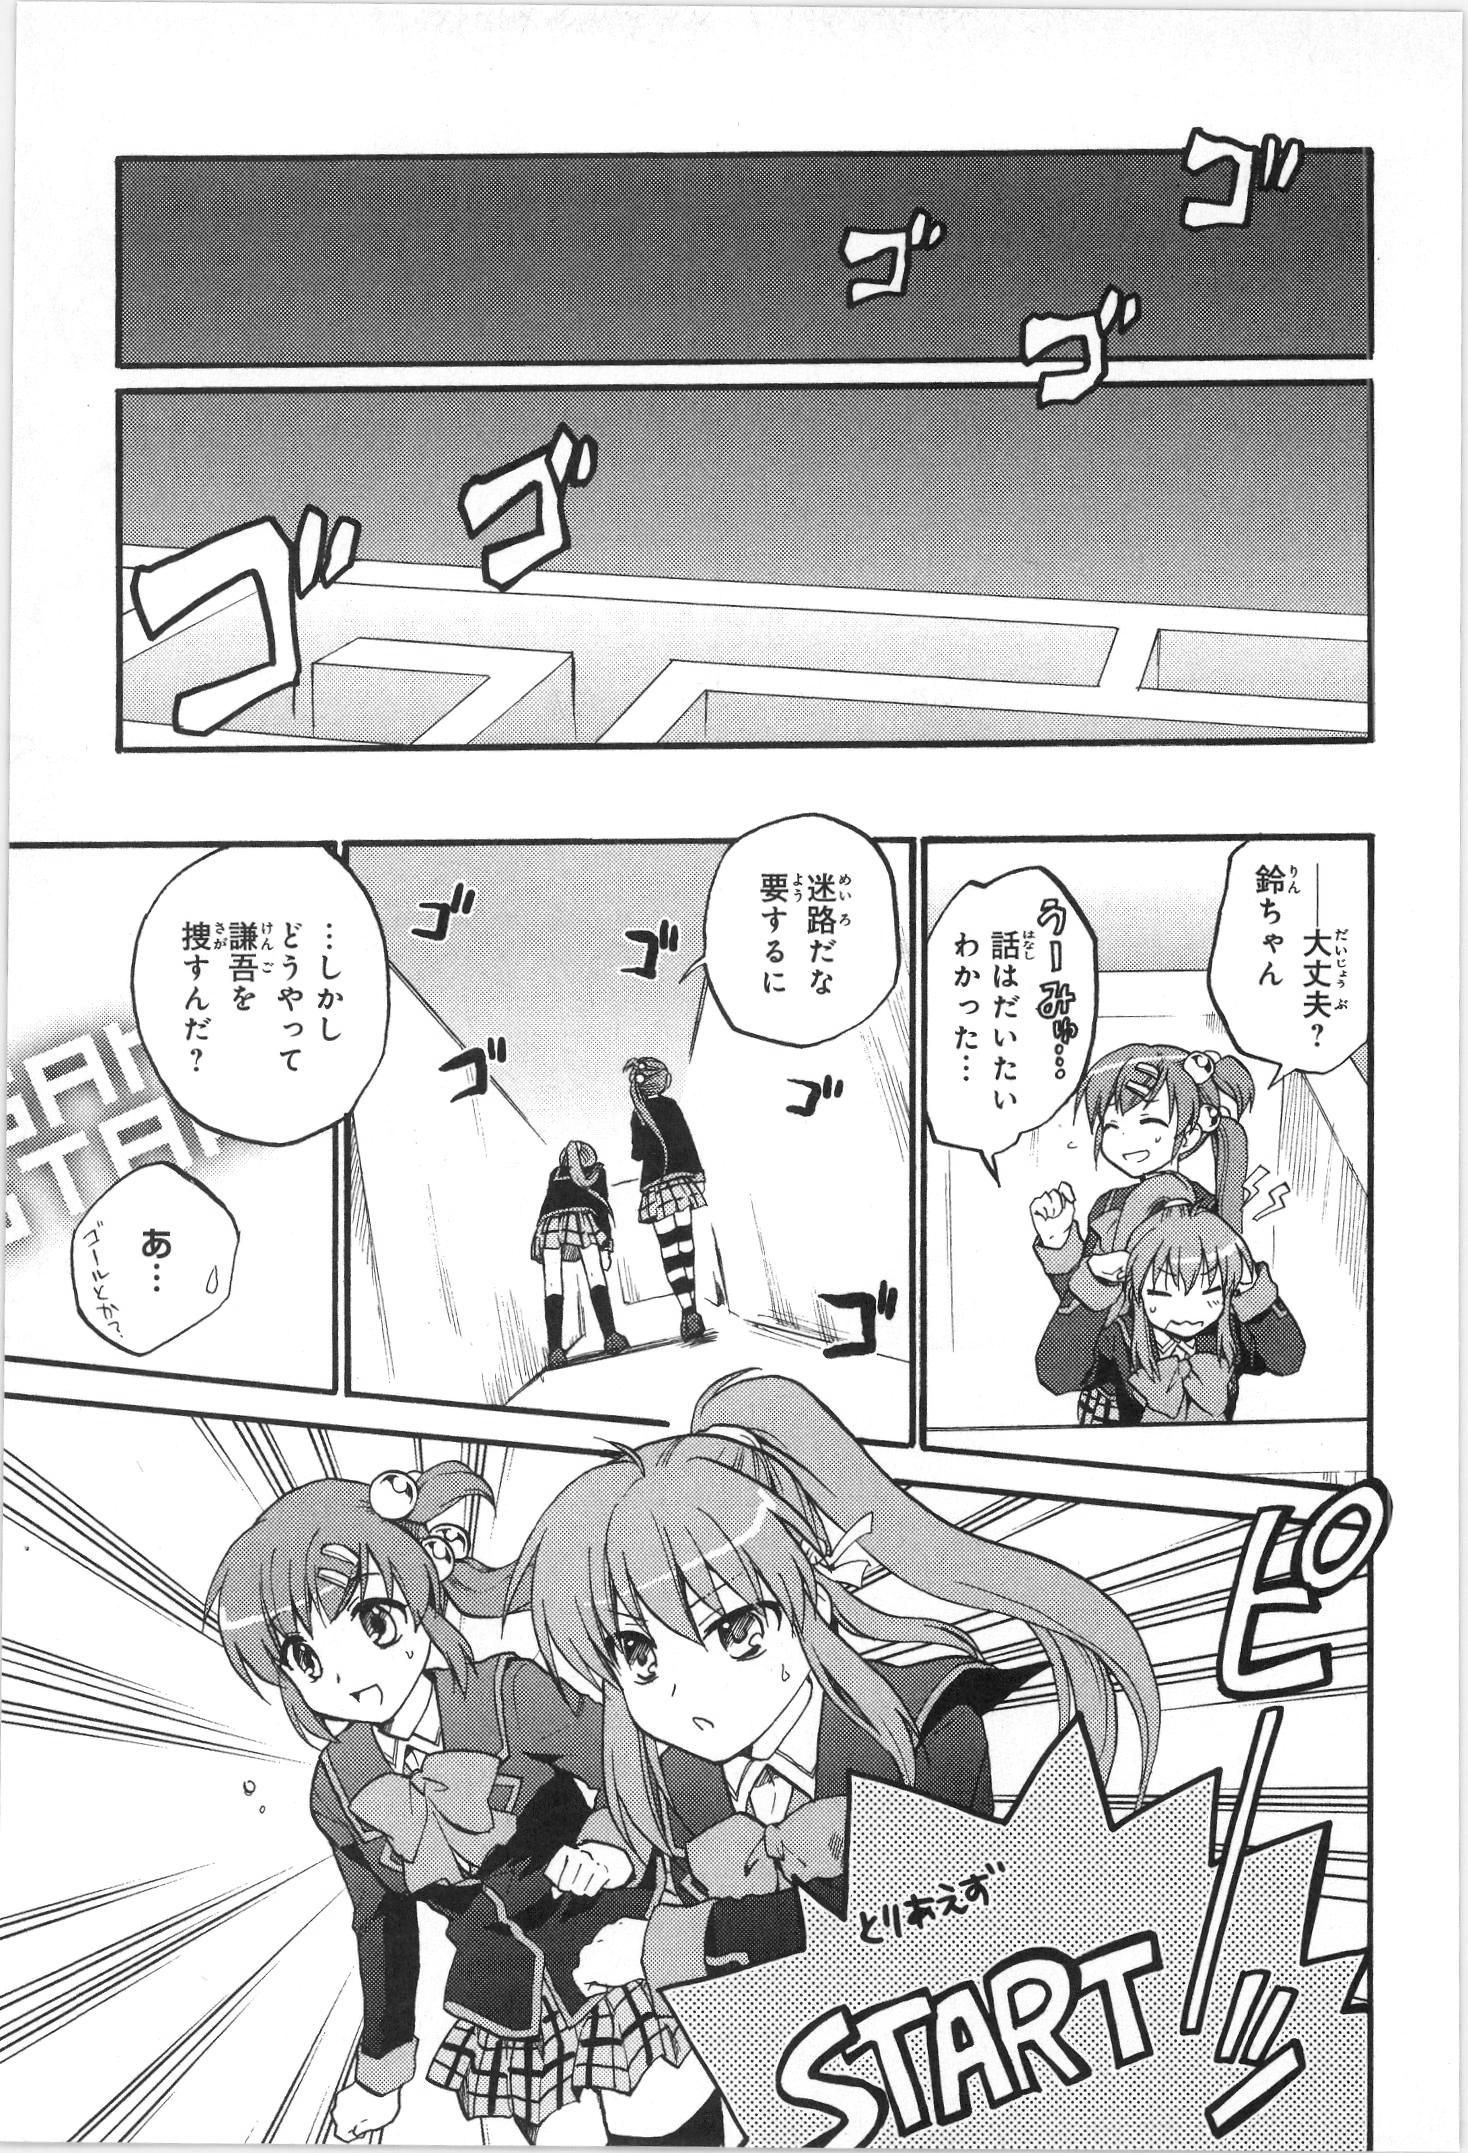 ゴ゛
ゴ゛
ゴ゛
ゴ゛
ゴ゛
――大丈夫?
鈴ちゃん
うーみゅ…。
話はだいたい
わかった…
迷路だな
要するに
ゴ゛
ゴ゛
ゴ゛
ゴ゛
ゴ゛
…しかし
どうやって
謙吾を
捜すんだ?
あ…
ゴールとか?
ピーーッ
とりあえず
START